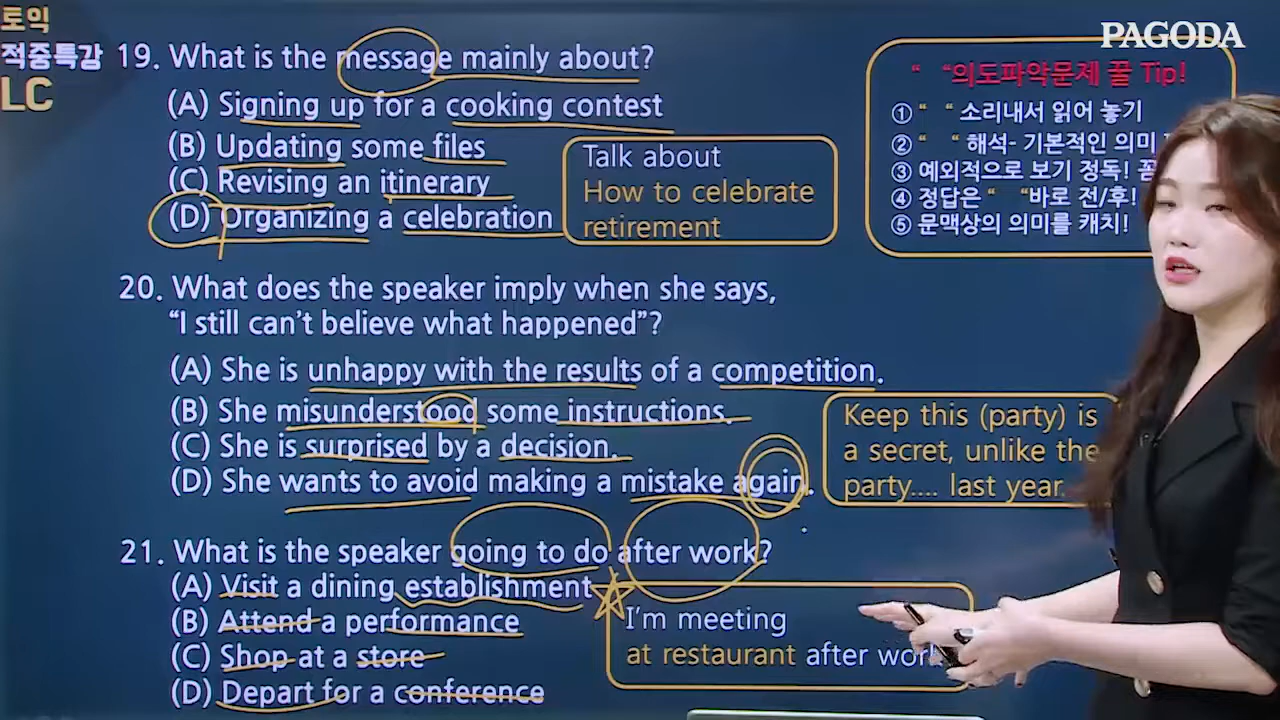 토익
적중특강
LC
PAGODA
19. What is the message mainly about?
(A) Signing up for a cooking contest
(B) Updating some files
(C) Revising an itinerary
(D) Organizing a celebration
Talk about
How to celebrate
retirement
“ “의도파악문제 꿀 Tip!
① “ “ 소리내서 읽어 놓기
② “ “ 해석- 기본적인 의미
③ 예외적으로 보기 정독! 꼼
④ 정답은 “ “바로 전/후!
⑤ 문맥상의 의미를 캐치!
20. What does the speaker imply when she says,
“I still can’t believe what happened”?
(A) She is unhappy with the results of a competition.
(B) She misunderstood some instructions.
(C) She is surprised by a decision.
(D) She wants to avoid making a mistake again.
Keep this (party) is
a secret, unlike the
party.... last year.
21. What is the speaker going to do after work?
(A) Visit a dining establishment
(B) Attend a performance
(C) Shop at a store
(D) Depart for a conference
I’m meeting
at restaurant after work